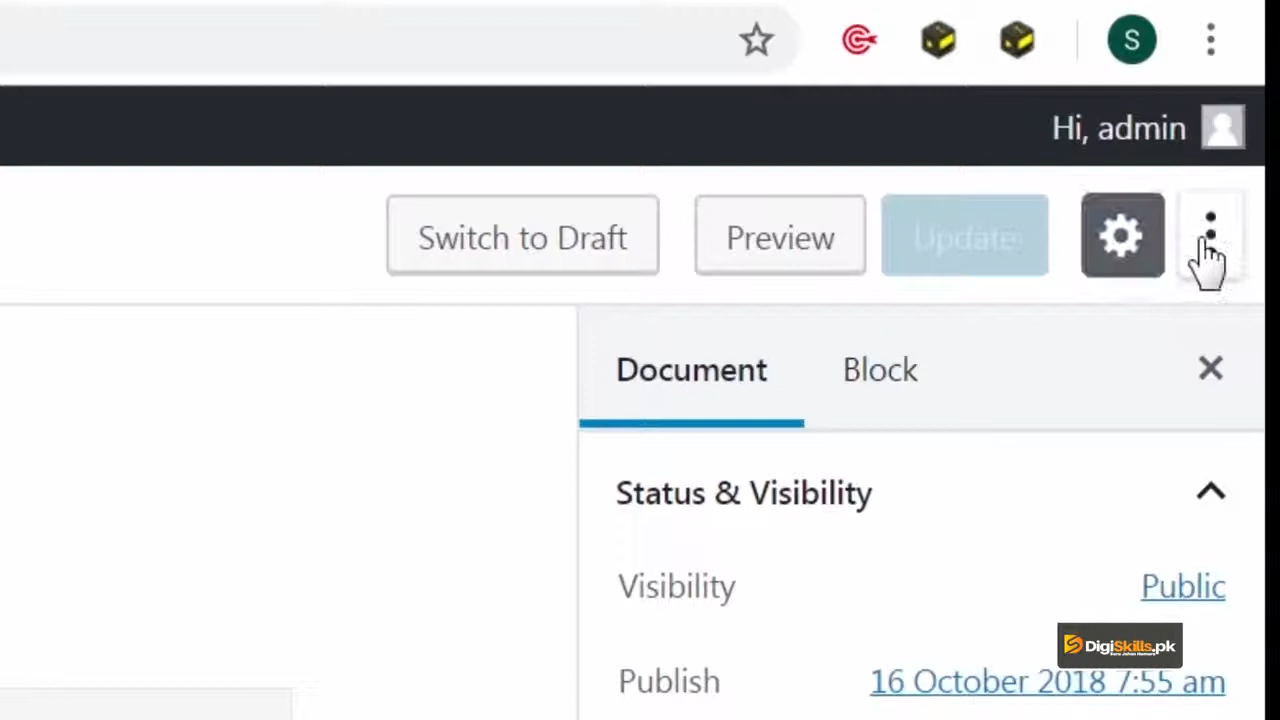 S
Hi, admin
Switch to Draft
Preview
Update
Document
Block
Status & Visibility
Visibility
Public
DigiSkills.pk
Publish
16 October 2018 7:55 am